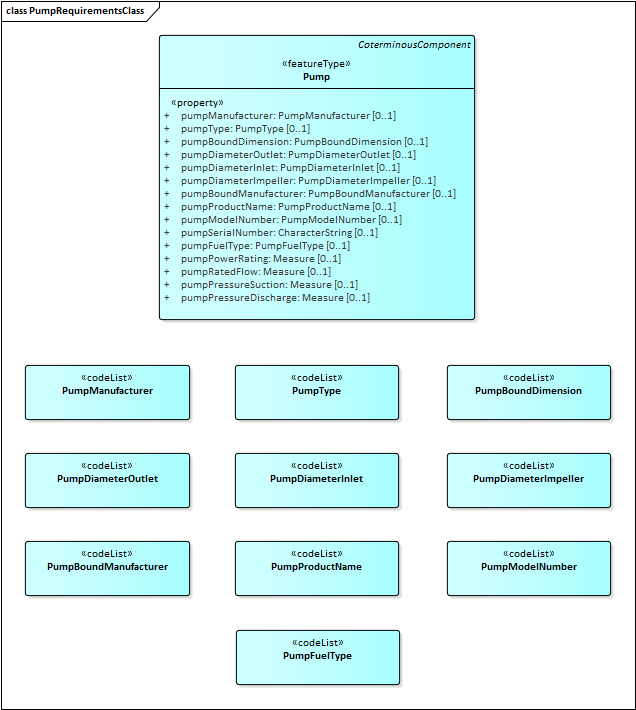 class PumpRequirementsClass
CoterminousComponent
«featureType»
Pump
«property»
+ pumpManufacturer: PumpManufacturer [0..1]
+ pumpType: PumpType [0..1]
+ pumpBoundDimension: PumpBoundDimension [0..1]
+ pumpDiameterOutlet: PumpDiameterOutlet [0..1]
+ pumpDiameterInlet: PumpDiameterInlet [0..1]
+ pumpDiameterImpeller: PumpDiameterImpeller [0..1]
+ pumpBoundManufacturer: PumpBoundManufacturer [0..1]
+ pumpProductName: PumpProductName [0..1]
+ pumpModelNumber: PumpModelNumber [0..1]
+ pumpSerialNumber: CharacterString [0..1]
+ pumpFuelType: PumpFuelType [0..1]
+ pumpPowerRating: Measure [0..1]
+ pumpRatedFlow: Measure [0..1]
+ pumpPressureSuction: Measure [0..1]
+ pumpPressureDischarge: Measure [0..1]
«codeList»
PumpManufacturer
«codeList»
PumpType
«codeList»
PumpBoundDimension
«codeList»
PumpDiameterOutlet
«codeList»
PumpDiameterInlet
«codeList»
PumpDiameterImpeller
«codeList»
PumpBoundManufacturer
«codeList»
PumpProductName
«codeList»
PumpModelNumber
«codeList»
PumpFuelType